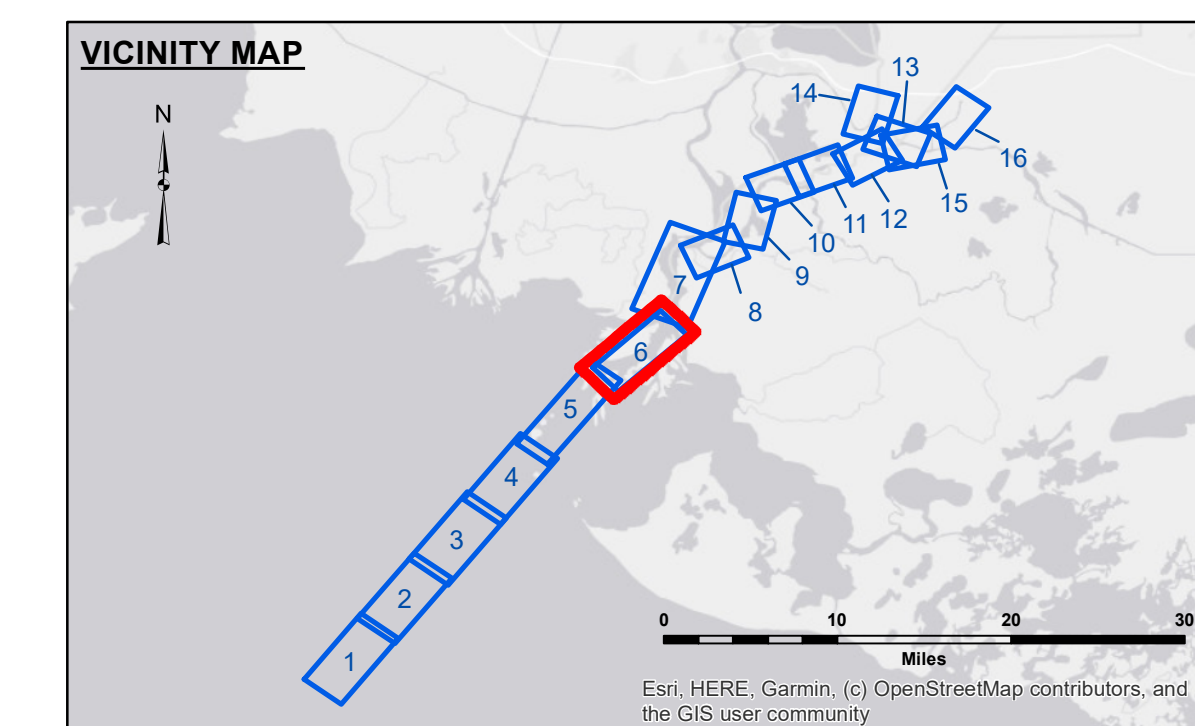 VICINITY MAP
N
13
14
16
15
12
11
10
9
7
8
6
5
4
3
2
1
0 10 20 30
Miles
Esri, HERE, Garmin, (c) OpenStreetMap contributors, and
the GIS user community